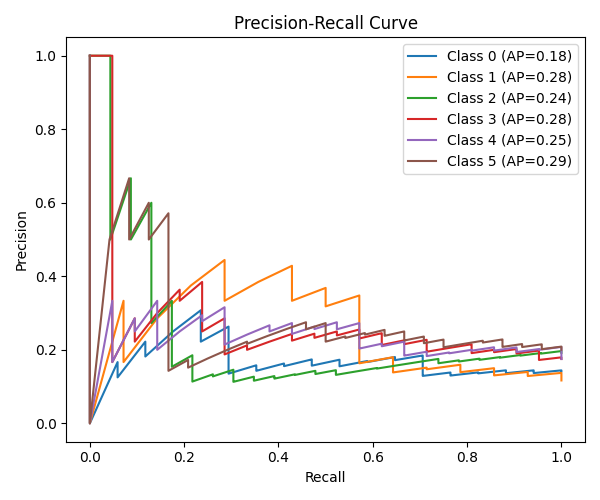 Precision-Recall Curve
Class 0 (AP=0.18)
Class 1 (AP=0.28)
Class 2 (AP=0.24)
Class 3 (AP=0.28)
Class 4 (AP=0.25)
Class 5 (AP=0.29)
Precision
1.0
0.8
0.6
0.4
0.2
0.0
0.0 0.2 0.4 0.6 0.8 1.0
Recall